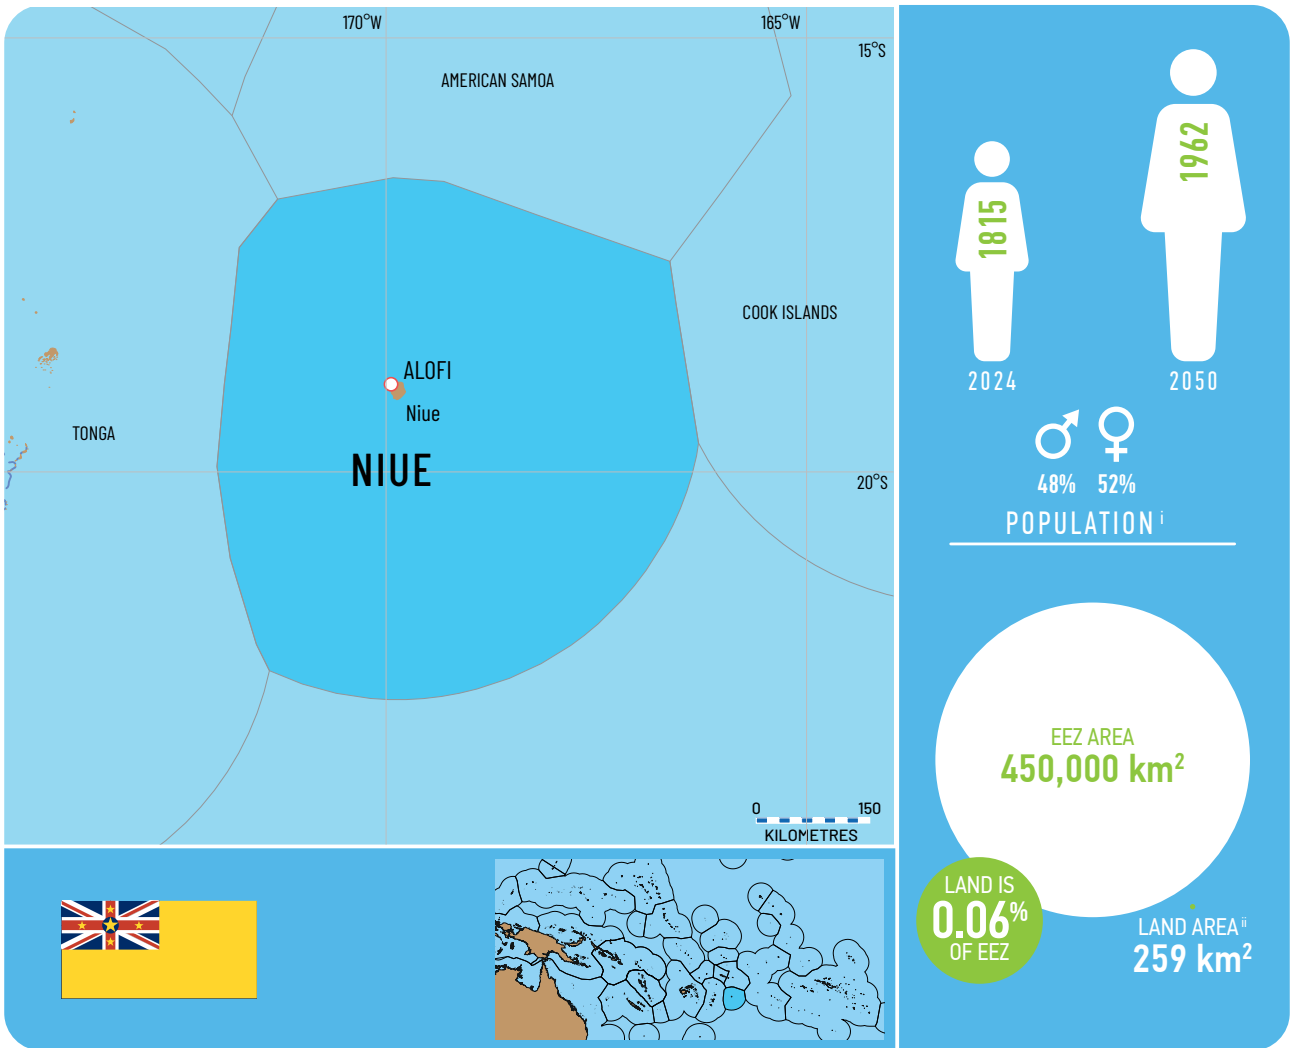 170°W
165°W
15°S
AMERICAN SAMOA
COOK ISLANDS
ALOFI
Niue
TONGA
NIUE
20°S
0 150
KILOMETRES
1815
1962
2024
2050
48% 52%
POPULATION i
EEZ AREA
450,000 km²
LAND IS
0.06%
OF EEZ
LAND AREA ii
259 km²